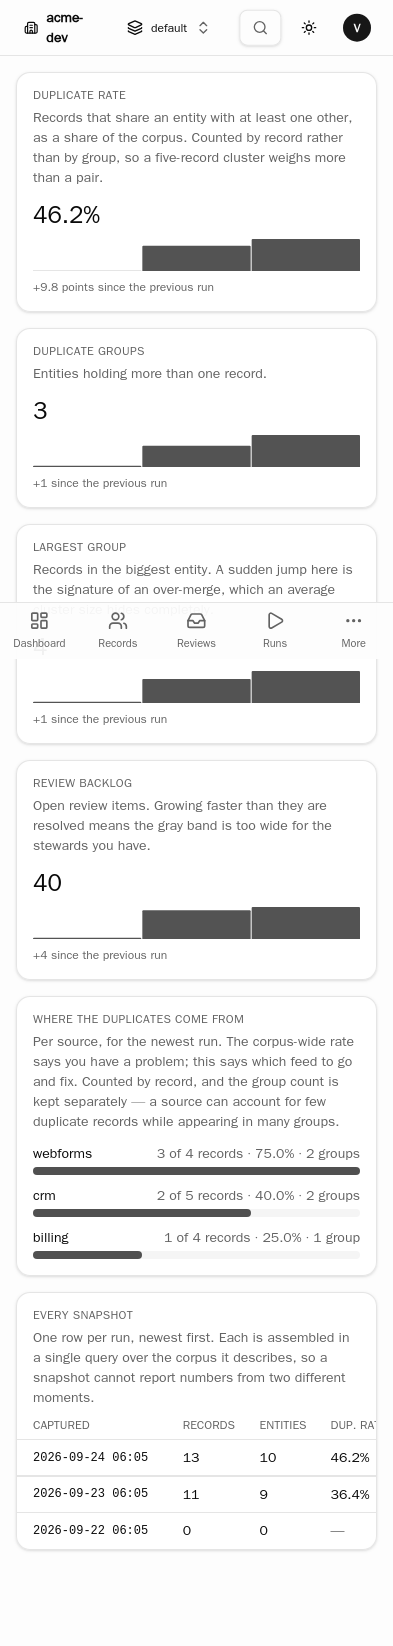 acme-
dev
default
V
DUPLICATE RATE
Records that share an entity with at least one other,
as a share of the corpus. Counted by record rather
than by group, so a five-record cluster weighs more
than a pair.
46.2%
+9.8 points since the previous run
DUPLICATE GROUPS
Entities holding more than one record.
3
+1 since the previous run
LARGEST GROUP
Records in the biggest entity. A sudden jump here is
the signature of an over-merge, which an average
Dashboard
Records
Reviews
Runs
More
+1 since the previous run
REVIEW BACKLOG
Open review items. Growing faster than they are
resolved means the gray band is too wide for the
stewards you have.
40
+4 since the previous run
WHERE THE DUPLICATES COME FROM
Per source, for the newest run. The corpus-wide rate
says you have a problem; this says which feed to go
and fix. Counted by record, and the group count is
kept separately — a source can account for few
duplicate records while appearing in many groups.
webforms 3 of 4 records · 75.0% · 2 groups
crm 2 of 5 records · 40.0% · 2 groups
billing 1 of 4 records · 25.0% · 1 group
EVERY SNAPSHOT
One row per run, newest first. Each is assembled in
a single query over the corpus it describes, so a
snapshot cannot report numbers from two different
moments.
CAPTURED RECORDS ENTITIES DUP. RAT
2026-09-24 06:05 13 10 46.2%
2026-09-23 06:05 11 9 36.4%
2026-09-22 06:05 0 0 —